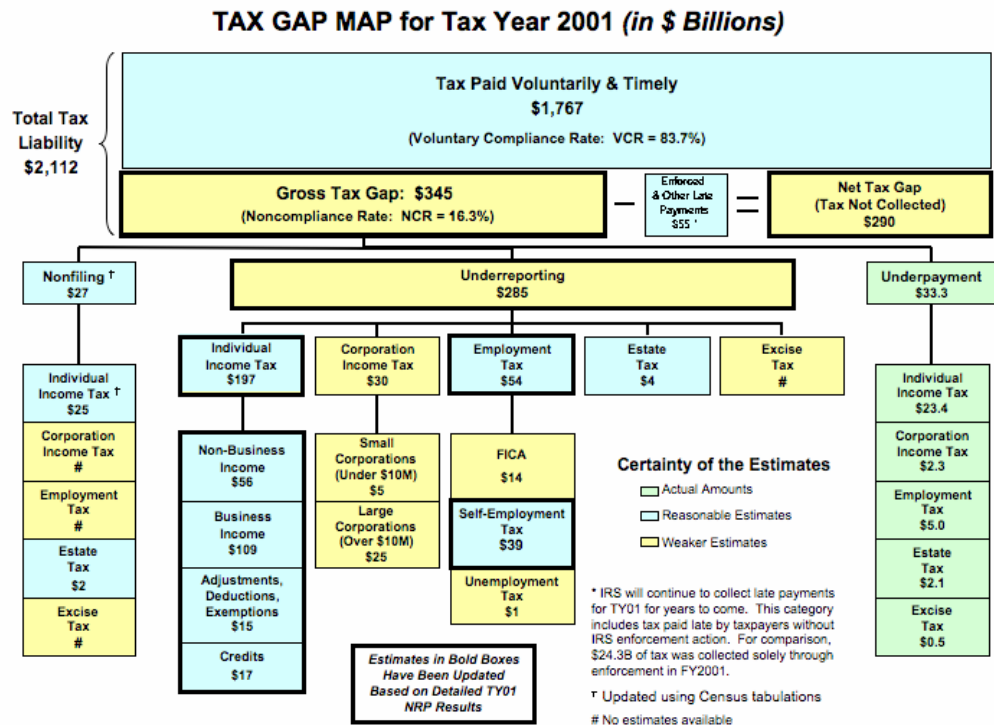 TAX GAP MAP for Tax Year 2001 (in $ Billions)
Total Tax
Liability
$2,112
Tax Paid Voluntarily & Timely
$1,767
(Voluntary Compliance Rate: VCR = 83.7%)
Gross Tax Gap: $345
(Noncompliance Rate: NCR = 16.3%)
–
Enforced
& Other Late
Payments
$55 *
=
Net Tax Gap
(Tax Not Collected)
$290
Nonfiling †
$27
Underreporting
$285
Underpayment
$33.3
Individual
Income Tax
$197
Corporation
Income Tax
$30
Employment
Tax
$54
Estate
Tax
$4
Excise
Tax
#
Individual
Income Tax †
$25
Corporation
Income Tax
#
Employment
Tax
#
Estate
Tax
$2
Excise
Tax
#
Non-Business
Income
$56
Business
Income
$109
Adjustments,
Deductions,
Exemptions
$15
Credits
$17
Small
Corporations
(Under $10M)
$5
Large
Corporations
(Over $10M)
$25
FICA
$14
Self-Employment
Tax
$39
Unemployment
Tax
$1
Individual
Income Tax
$23.4
Corporation
Income Tax
$2.3
Employment
Tax
$5.0
Estate
Tax
$2.1
Excise
Tax
$0.5
Certainty of the Estimates
Actual Amounts
Reasonable Estimates
Weaker Estimates
Estimates in Bold Boxes
Have Been Updated
Based on Detailed TY01
NRP Results
* IRS will continue to collect late payments
for TY01 for years to come. This category
includes tax paid late by taxpayers without
IRS enforcement action. For comparison,
$24.3B of tax was collected solely through
enforcement in FY2001.
† Updated using Census tabulations
# No estimates available